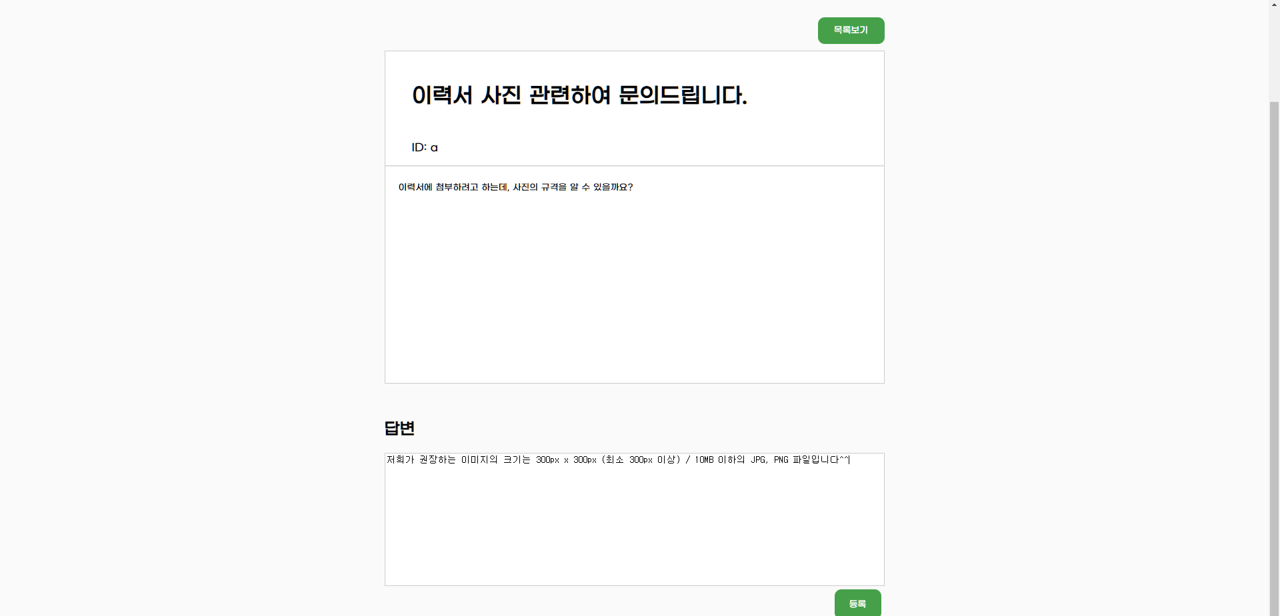 목록보기
이력서 사진 관련하여 문의드립니다.
ID: a
이력서에 첨부하려고 하는데, 사진의 규격을 알 수 있을까요?
답변
저희가 권장하는 이미지의 크기는 300px x 300px (최소 300px 이상) / 10MB 이하의 JPG, PNG 파일입니다^^
등록